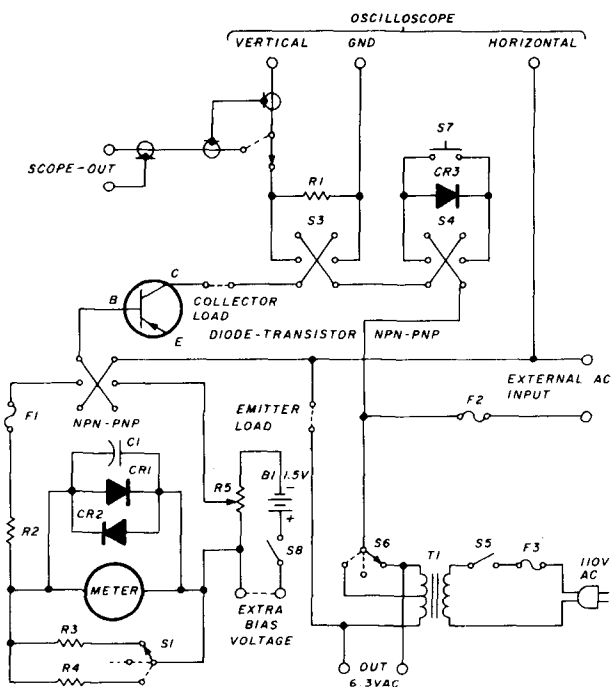 OSCILLOSCOPE
VERTICAL GND HORIZONTAL
S7
SCOPE-OUT
CR3
R1
S3
S4
C
B
COLLECTOR LOAD
E
DIODE-TRANSISTOR
NPN-PNP
EXTERNAL AC INPUT
F1
NPN-PNP
EMITTER LOAD
F2
C1
CR1
B1 1.5V
-
R5
CR2
+
R2
S8
S6
T1
S5
F3
110V AC
METER
EXTRA BIAS VOLTAGE
R3
S1
R4
OUT
6.3VAC